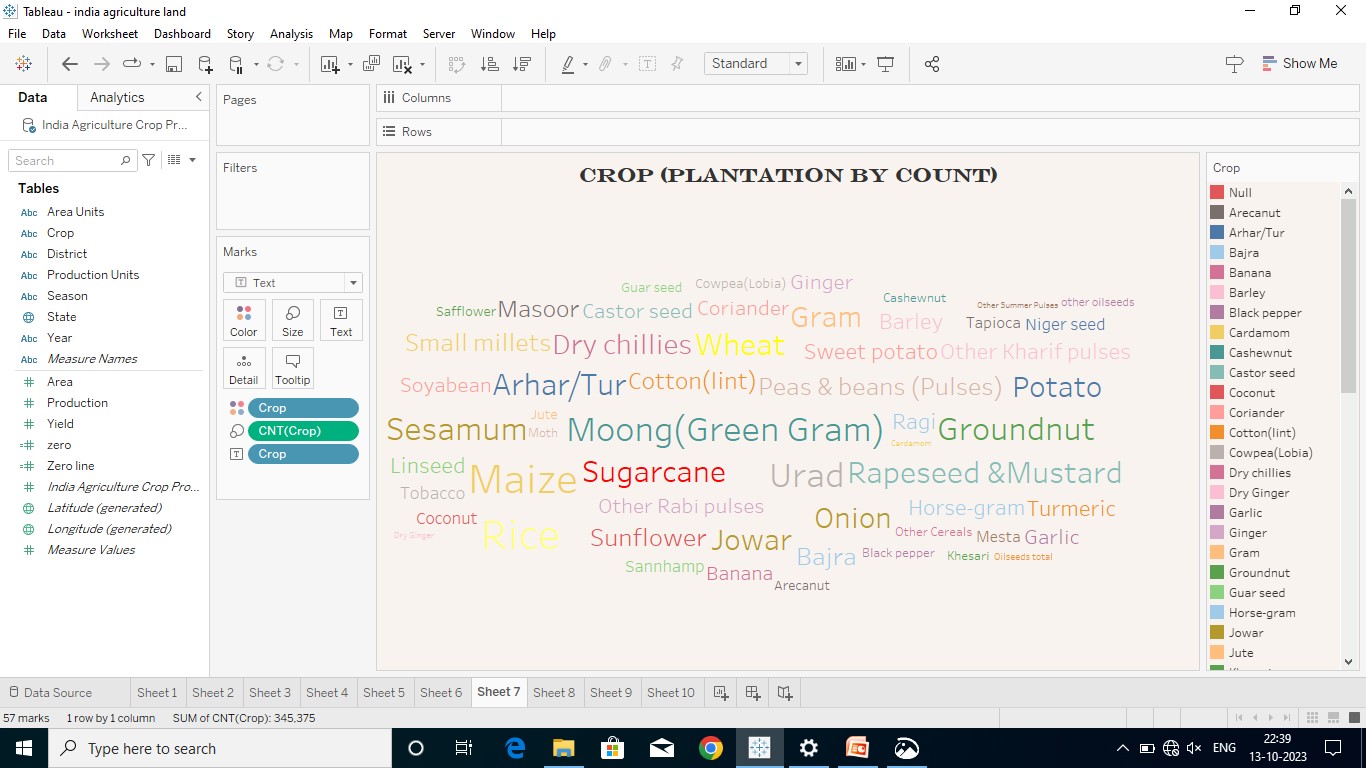 Tableau - india agriculture land
File Data Worksheet Dashboard Story Analysis Map Format Server Window Help
Standard
Show Me
Data Analytics
India Agriculture Crop Pr...
Search
Tables
Abc Area Units
Abc Crop
Abc District
Abc Production Units
Abc Season
State
Abc Year
Abc Measure Names
# Area
# Production
# Yield
=# zero
=# Zero line
# India Agriculture Crop Pro...
Latitude (generated)
Longitude (generated)
# Measure Values
Pages
Filters
Marks
T Text
Color Size Text
Detail Tooltip
Crop
CNT(Crop)
T Crop
Columns
Rows
CROP (PLANTATION BY COUNT)
Guar seed Cowpea(Lobia) Ginger
Safflower Masoor Castor seed Coriander Gram Barley Cashewnut Other Summer Pulses other oilseeds
Tapioca Niger seed
Small millets Dry chillies Wheat Sweet potato Other Kharif pulses
Soyabean Arhar/Tur Cotton(lint) Peas & beans (Pulses) Potato
Sesamum Jute Moong(Green Gram) Ragi Groundnut
Moth Cardamom
Linseed Maize Sugarcane Urad Rapeseed &Mustard
Tobacco Other Rabi pulses Horse-gram Turmeric
Coconut Rice Sunflower Jowar Onion Other Cereals Mesta Garlic
Dry Ginger Bajra Black pepper Khesari Oilseeds total
Sannhamp Banana Arecanut
Crop
Null
Arecanut
Arhar/Tur
Bajra
Banana
Barley
Black pepper
Cardamom
Cashewnut
Castor seed
Coconut
Coriander
Cotton(lint)
Cowpea(Lobia)
Dry chillies
Dry Ginger
Garlic
Ginger
Gram
Groundnut
Guar seed
Horse-gram
Jowar
Jute
Data Source Sheet 1 Sheet 2 Sheet 3 Sheet 4 Sheet 5 Sheet 6 Sheet 7 Sheet 8 Sheet 9 Sheet 10
57 marks 1 row by 1 column SUM of CNT(Crop): 345,375
Type here to search
ENG
22:39
13-10-2023